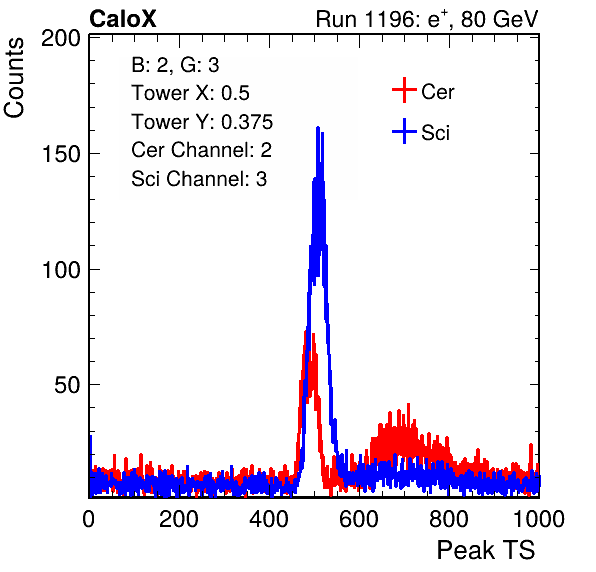 CaloX Run 1196: e⁺, 80 GeV
200
150
100
50
Counts
B: 2, G: 3
Tower X: 0.5
Tower Y: 0.375
Cer Channel: 2
Sci Channel: 3
Cer
Sci
0 200 400 600 800 1000
Peak TS